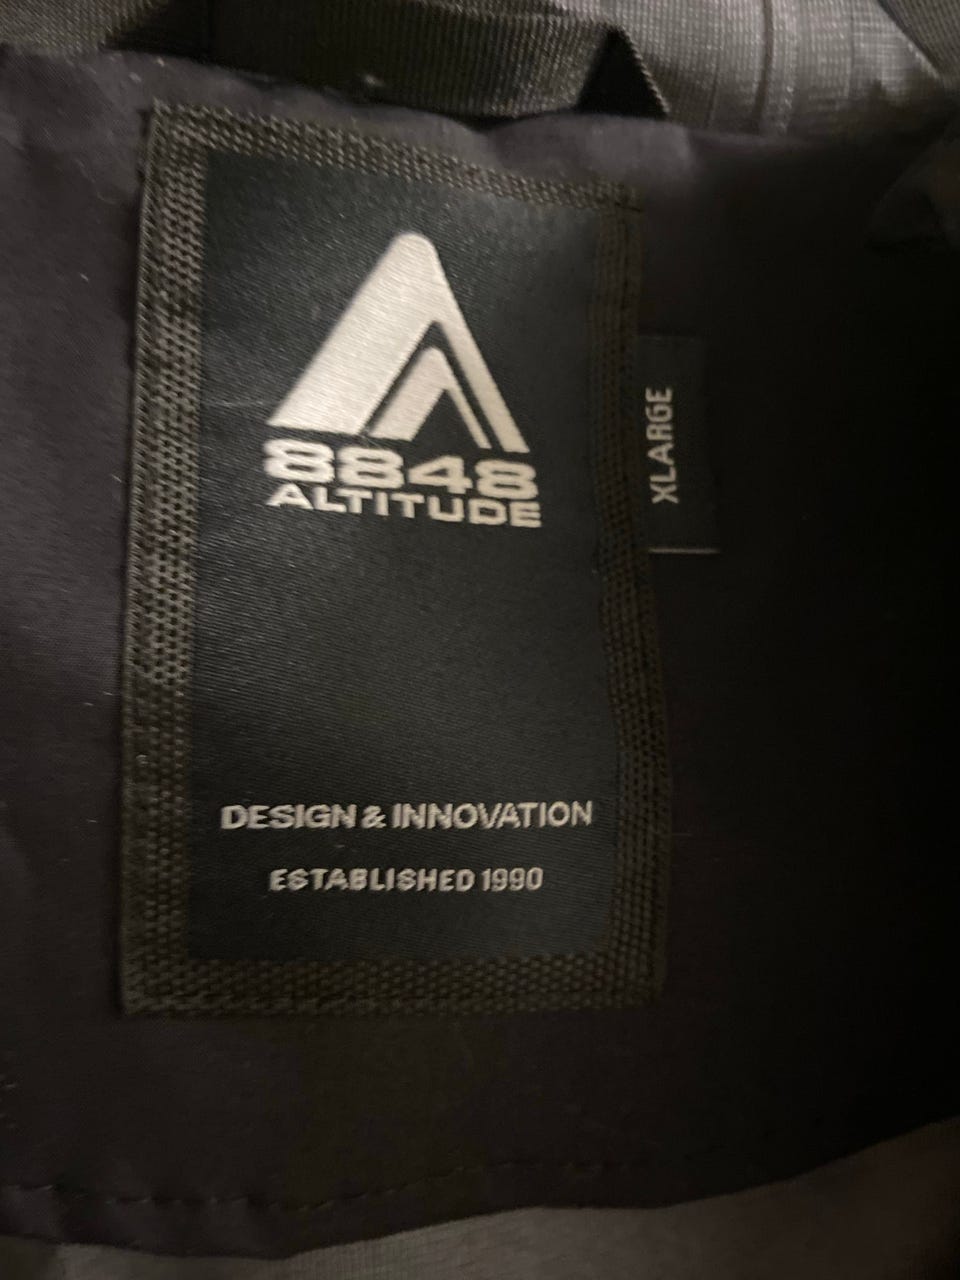 8848
ALTITUDE
XLARGE
DESIGN & INNOVATION
ESTABLISHED 1990